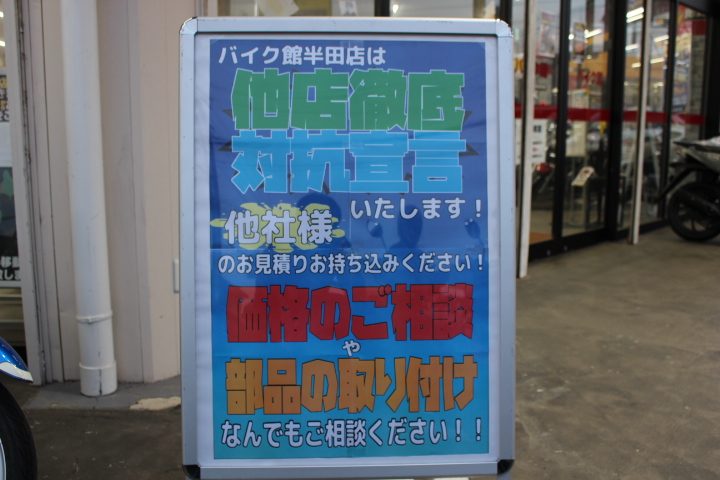 バイク館半田店は
他店徹底
対抗宣言
いたします！
他社様
のお見積りお持ち込みください！
価格のご相談
や
部品の取り付け
なんでもご相談ください！！